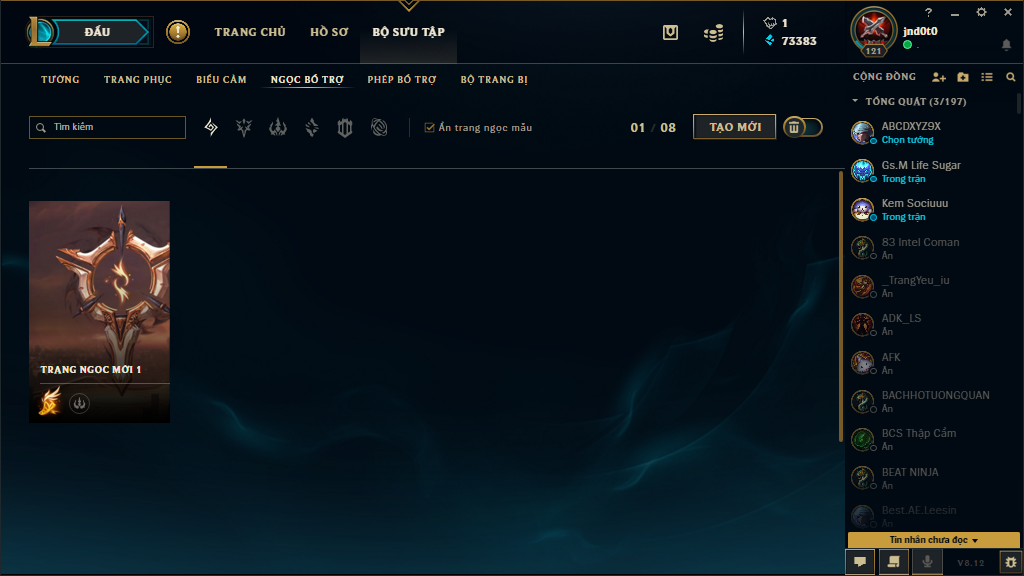 ĐẤU
TRANG CHỦ
HỒ SƠ
BỘ SƯU TẬP
1
73383
121
?
jnd0t0
TƯỚNG
TRANG PHỤC
BIỂU CẢM
NGỌC BỔ TRỢ
PHÉP BỔ TRỢ
BỘ TRANG BỊ
Tìm kiếm
Ẩn trang ngọc mẫu
01 / 08
TẠO MỚI
TRANG NGỌC MỚI 1
CỘNG ĐỒNG
TỔNG QUÁT (3/197)
ABCDXYZ9X
Chọn tướng
Gs.M Life Sugar
Trong trận
Kem Sociuuu
Trong trận
83 Intel Coman
Ẩn
_TrangYeu_iu
Ẩn
ADK_LS
Ẩn
AFK
Ẩn
BACHHOTUONGQUAN
Ẩn
BCS Thập Cẩm
Ẩn
BEAT NINJA
Ẩn
Best.AE.Leesin
Ẩn
Tin nhắn chưa đọc
V8.12